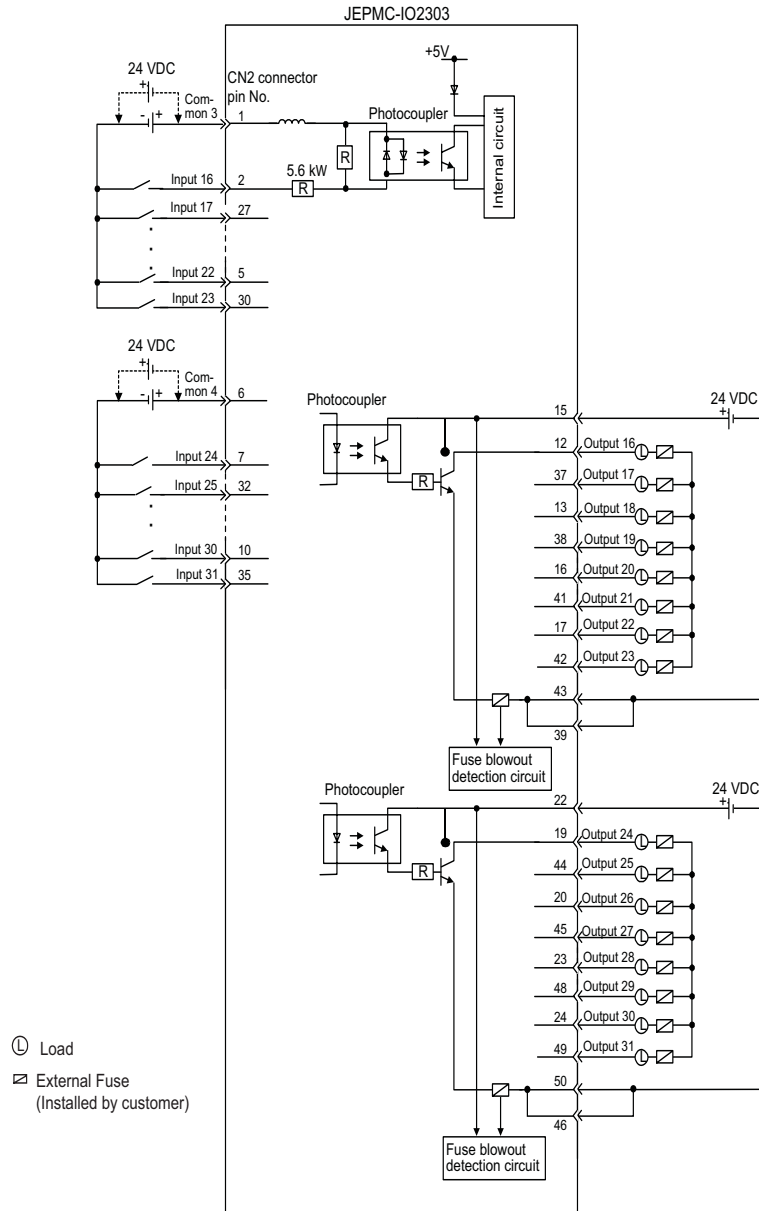 JEPMC-IO2303
+5V
24 VDC
+
CN2 connector
pin No.
Com-
mon 3
- +
1
Photocoupler
R
Internal circuit
5.6 kW
R
Input 16
2
Input 17
27
Input 22
5
Input 23
30
24 VDC
+
Com-
mon 4
- +
6
Input 24
7
Input 25
32
Input 30
10
Input 31
35
Photocoupler
R
15
24 VDC
+
12 Output 16 L
37 Output 17 L
13 Output 18 L
38 Output 19 L
16 Output 20 L
41 Output 21 L
17 Output 22 L
42 Output 23 L
43
39
Fuse blowout
detection circuit
Photocoupler
R
22
24 VDC
+
19 Output 24 L
44 Output 25 L
20 Output 26 L
45 Output 27 L
23 Output 28 L
48 Output 29 L
24 Output 30 L
49 Output 31 L
50
46
Fuse blowout
detection circuit
L Load
External Fuse
(Installed by customer)